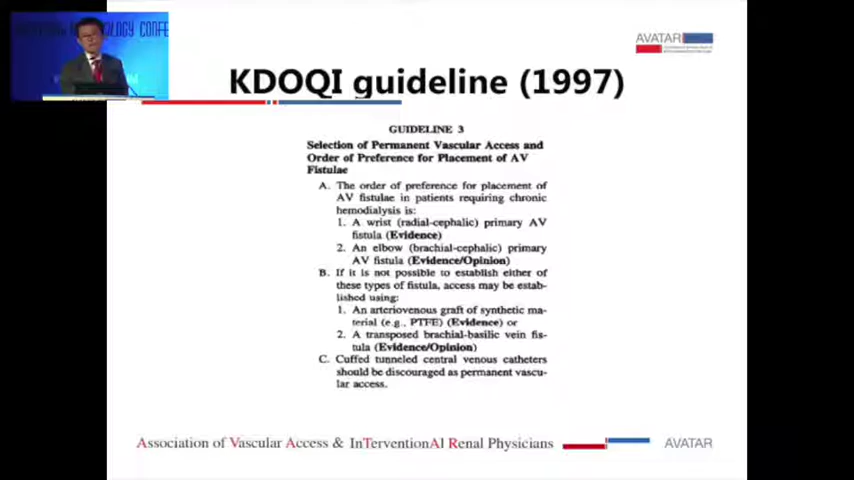 OLOGY CONFE
AVATAR
KDOQI guideline (1997)
GUIDELINE 3
Selection of Permanent Vascular Access and
Order of Preference for Placement of AV
Fistulae
A. The order of preference for placement of
AV fistulae in patients requiring chronic
hemodialysis is:
1. A wrist (radial-cephalic) primary AV
fistula (Evidence)
2. An elbow (brachial-cephalic) primary
AV fistula (Evidence/Opinion)
B. If it is not possible to establish either of
these types of fistula, access may be estab-
lished using:
1. An arteriovenous graft of synthetic ma-
terial (e.g., PTFE) (Evidence) or
2. A transposed brachial-basilic vein fis-
tula (Evidence/Opinion)
C. Cuffed tunneled central venous catheters
should be discouraged as permanent vascu-
lar access.
Association of Vascular Access & InTerventionAl Renal Physicians
AVATAR